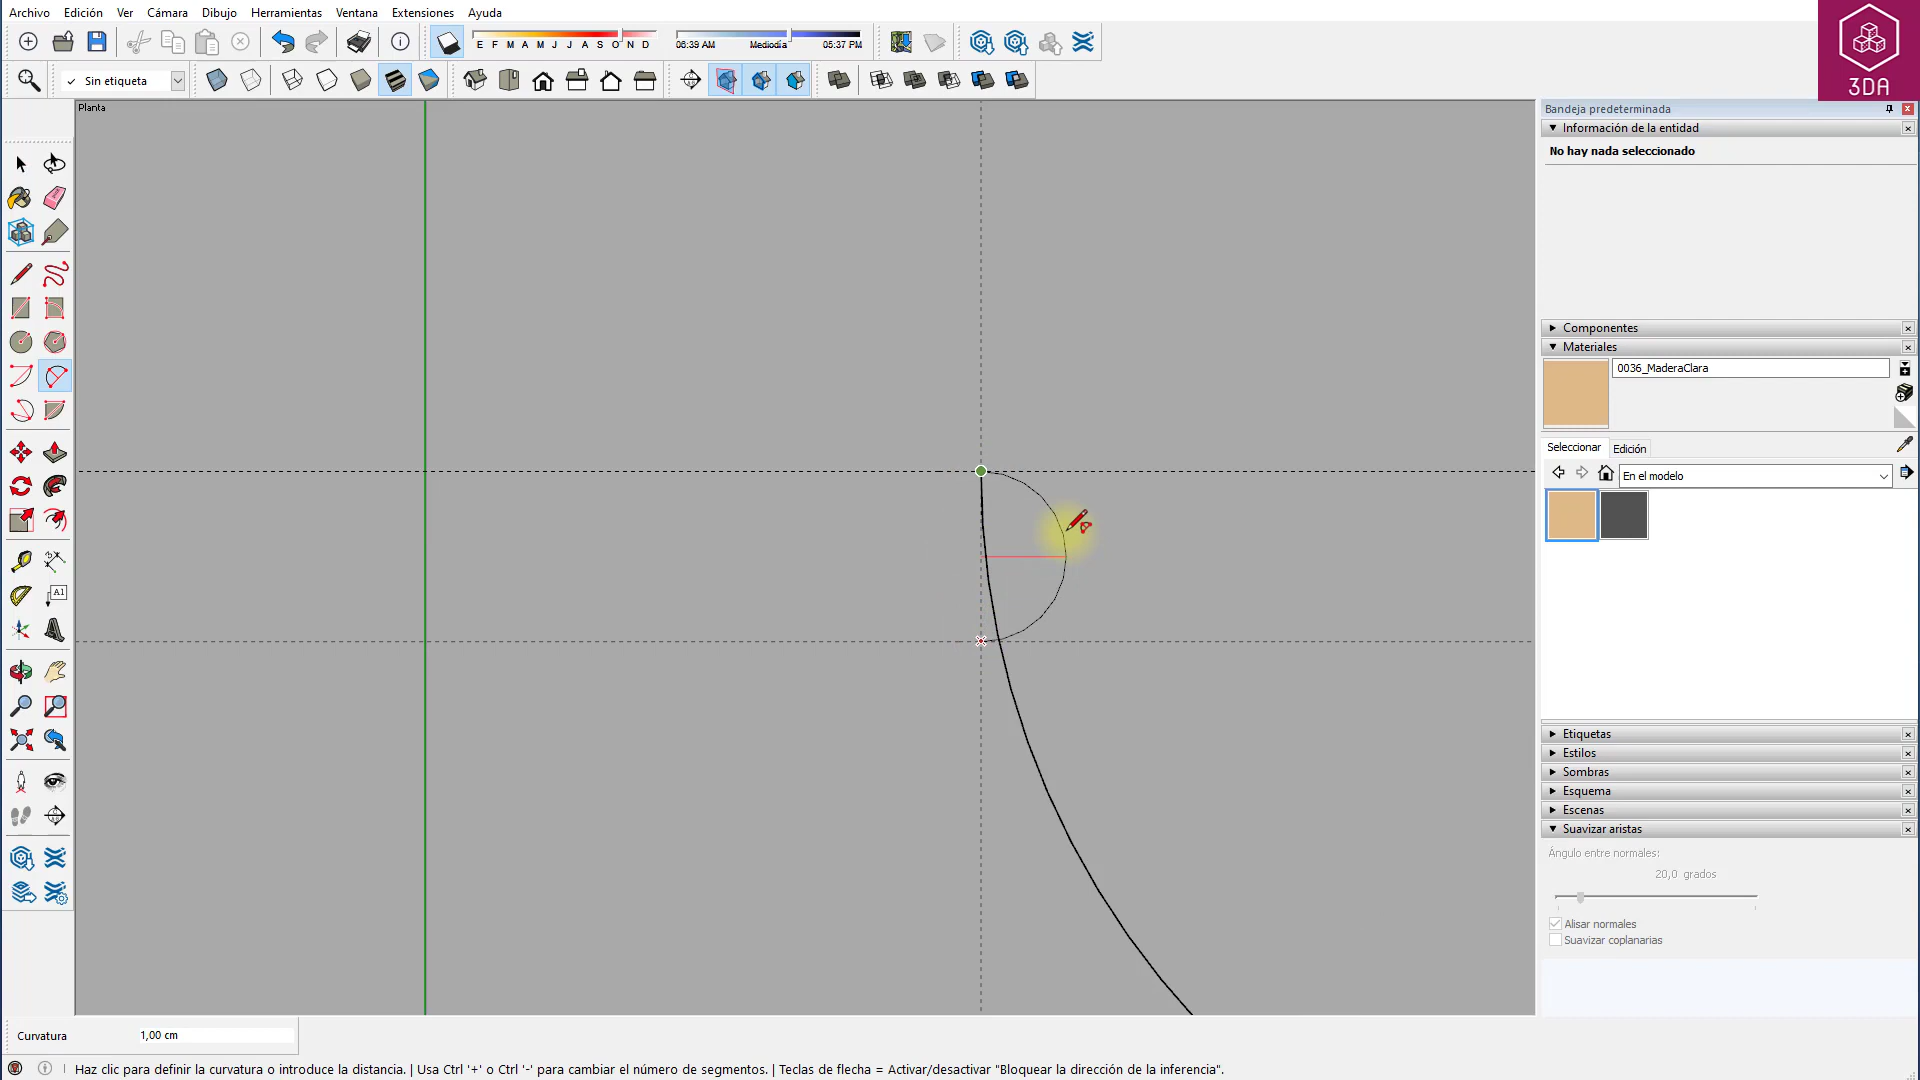 Archivo Edición Ver Cámara Dibujo Herramientas Ventana Extensiones Ayuda
E F M A M J J A S O N D
06:39 AM Mediodía 05:37 PM
3DA
Sin etiqueta
Planta
Bandeja predeterminada
Información de la entidad
No hay nada seleccionado
Componentes
Materiales
0036_MaderaClara
Seleccionar Edición
En el modelo
A1
Etiquetas
Estilos
Sombras
Esquema
Escenas
Suavizar aristas
Ángulo entre normales:
20,0 grados
Alisar normales
Suavizar coplanarias
Curvatura 1,00 cm
Haz clic para definir la curvatura o introduce la distancia. | Usa Ctrl '+' o Ctrl '-' para cambiar el número de segmentos. | Teclas de flecha = Activar/desactivar "Bloquear la dirección de la inferencia".